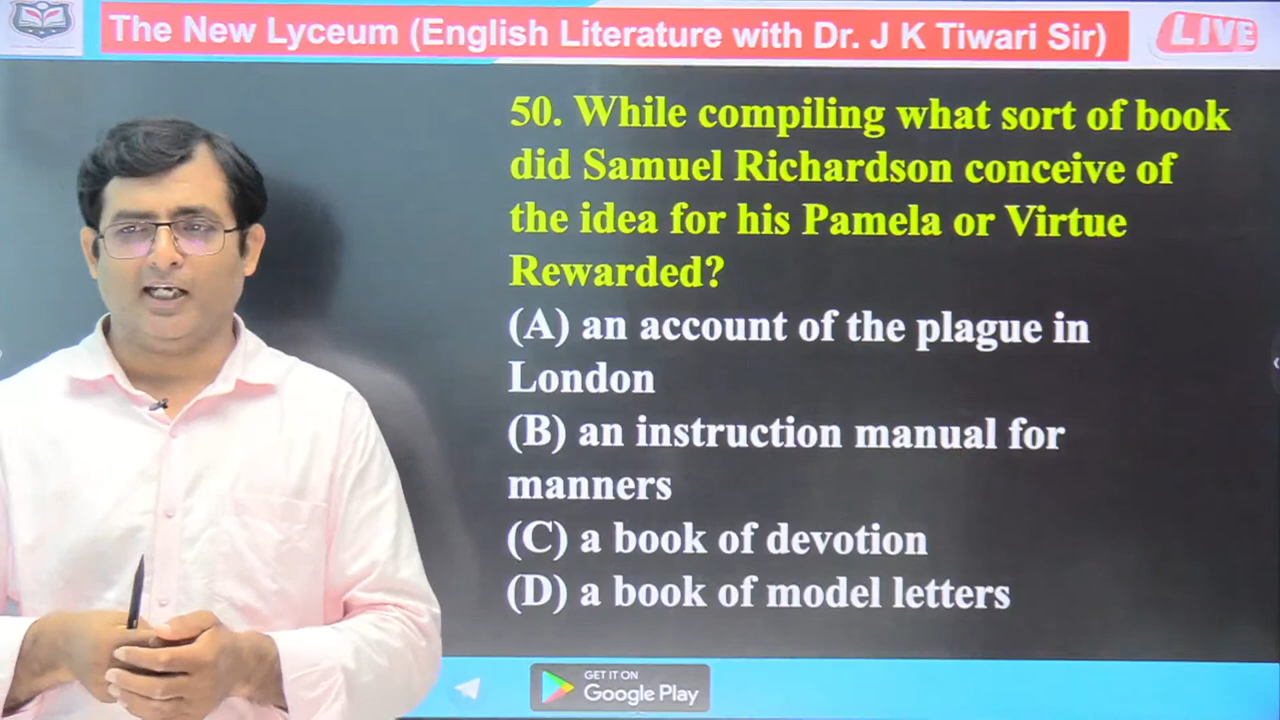 The New Lyceum (English Literature with Dr. J K Tiwari Sir)
LIVE
50. While compiling what sort of book
did Samuel Richardson conceive of
the idea for his Pamela or Virtue
Rewarded?
(A) an account of the plague in
London
(B) an instruction manual for
manners
(C) a book of devotion
(D) a book of model letters
GET IT ON
Google Play